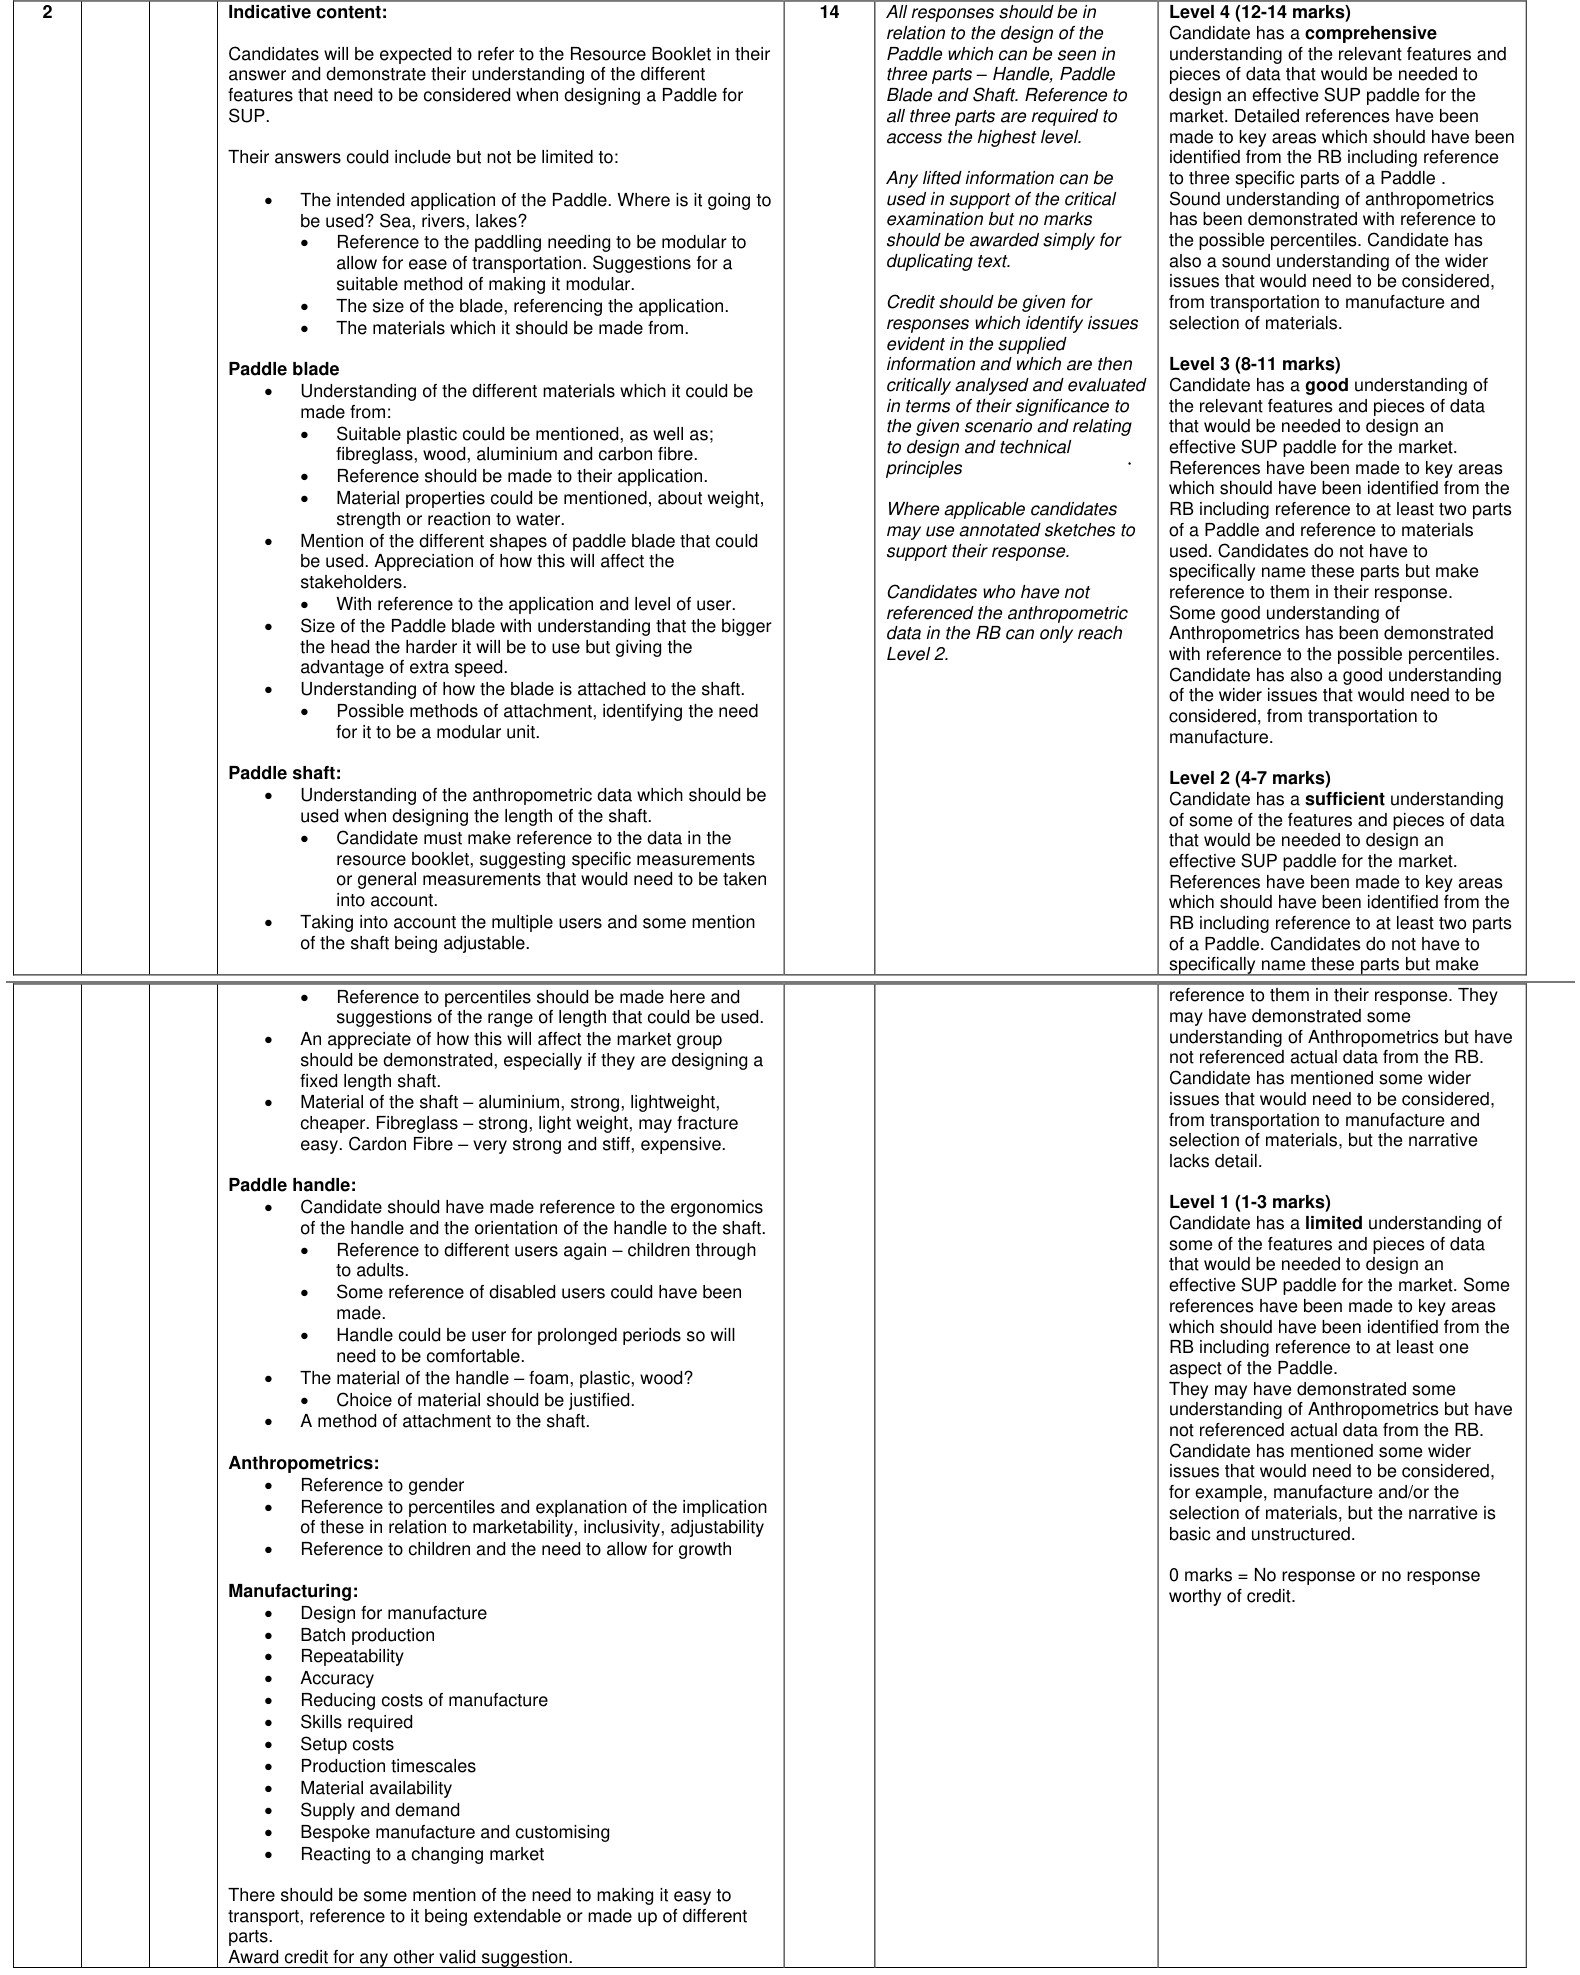 2
Indicative content:
Candidates will be expected to refer to the Resource Booklet in their
answer and demonstrate their understanding of the different
features that need to be considered when designing a Paddle for
SUP.
Their answers could include but not be limited to:
• The intended application of the Paddle. Where is it going to
be used? Sea, rivers, lakes?
• Reference to the paddling needing to be modular to
allow for ease of transportation. Suggestions for a
suitable method of making it modular.
• The size of the blade, referencing the application.
• The materials which it should be made from.
Paddle blade
• Understanding of the different materials which it could be
made from:
• Suitable plastic could be mentioned, as well as;
fibreglass, wood, aluminium and carbon fibre.
• Reference should be made to their application.
• Material properties could be mentioned, about weight,
strength or reaction to water.
• Mention of the different shapes of paddle blade that could
be used. Appreciation of how this will affect the
stakeholders.
• With reference to the application and level of user.
• Size of the Paddle blade with understanding that the bigger
the head the harder it will be to use but giving the
advantage of extra speed.
• Understanding of how the blade is attached to the shaft.
• Possible methods of attachment, identifying the need
for it to be a modular unit.
Paddle shaft:
• Understanding of the anthropometric data which should be
used when designing the length of the shaft.
• Candidate must make reference to the data in the
resource booklet, suggesting specific measurements
or general measurements that would need to be taken
into account.
• Taking into account the multiple users and some mention
of the shaft being adjustable.
14
All responses should be in
relation to the design of the
Paddle which can be seen in
three parts – Handle, Paddle
Blade and Shaft. Reference to
all three parts are required to
access the highest level.
Any lifted information can be
used in support of the critical
examination but no marks
should be awarded simply for
duplicating text.
Credit should be given for
responses which identify issues
evident in the supplied
information and which are then
critically analysed and evaluated
in terms of their significance to
the given scenario and relating
to design and technical
principles .
Where applicable candidates
may use annotated sketches to
support their response.
Candidates who have not
referenced the anthropometric
data in the RB can only reach
Level 2.
Level 4 (12-14 marks)
Candidate has a comprehensive
understanding of the relevant features and
pieces of data that would be needed to
design an effective SUP paddle for the
market. Detailed references have been
made to key areas which should have been
identified from the RB including reference
to three specific parts of a Paddle .
Sound understanding of anthropometrics
has been demonstrated with reference to
the possible percentiles. Candidate has
also a sound understanding of the wider
issues that would need to be considered,
from transportation to manufacture and
selection of materials.
Level 3 (8-11 marks)
Candidate has a good understanding of
the relevant features and pieces of data
that would be needed to design an
effective SUP paddle for the market.
References have been made to key areas
which should have been identified from the
RB including reference to at least two parts
of a Paddle and reference to materials
used. Candidates do not have to
specifically name these parts but make
reference to them in their response.
Some good understanding of
Anthropometrics has been demonstrated
with reference to the possible percentiles.
Candidate has also a good understanding
of the wider issues that would need to be
considered, from transportation to
manufacture.
Level 2 (4-7 marks)
Candidate has a sufficient understanding
of some of the features and pieces of data
that would be needed to design an
effective SUP paddle for the market.
References have been made to key areas
which should have been identified from the
RB including reference to at least two parts
of a Paddle. Candidates do not have to
specifically name these parts but make
• Reference to percentiles should be made here and
suggestions of the range of length that could be used.
• An appreciate of how this will affect the market group
should be demonstrated, especially if they are designing a
fixed length shaft.
• Material of the shaft – aluminium, strong, lightweight,
cheaper. Fibreglass – strong, light weight, may fracture
easy. Cardon Fibre – very strong and stiff, expensive.
Paddle handle:
• Candidate should have made reference to the ergonomics
of the handle and the orientation of the handle to the shaft.
• Reference to different users again – children through
to adults.
• Some reference of disabled users could have been
made.
• Handle could be user for prolonged periods so will
need to be comfortable.
• The material of the handle – foam, plastic, wood?
• Choice of material should be justified.
• A method of attachment to the shaft.
Anthropometrics:
• Reference to gender
• Reference to percentiles and explanation of the implication
of these in relation to marketability, inclusivity, adjustability
• Reference to children and the need to allow for growth
Manufacturing:
• Design for manufacture
• Batch production
• Repeatability
• Accuracy
• Reducing costs of manufacture
• Skills required
• Setup costs
• Production timescales
• Material availability
• Supply and demand
• Bespoke manufacture and customising
• Reacting to a changing market
There should be some mention of the need to making it easy to
transport, reference to it being extendable or made up of different
parts.
Award credit for any other valid suggestion.
reference to them in their response. They
may have demonstrated some
understanding of Anthropometrics but have
not referenced actual data from the RB.
Candidate has mentioned some wider
issues that would need to be considered,
from transportation to manufacture and
selection of materials, but the narrative
lacks detail.
Level 1 (1-3 marks)
Candidate has a limited understanding of
some of the features and pieces of data
that would be needed to design an
effective SUP paddle for the market. Some
references have been made to key areas
which should have been identified from the
RB including reference to at least one
aspect of the Paddle.
They may have demonstrated some
understanding of Anthropometrics but have
not referenced actual data from the RB.
Candidate has mentioned some wider
issues that would need to be considered,
for example, manufacture and/or the
selection of materials, but the narrative is
basic and unstructured.
0 marks = No response or no response
worthy of credit.